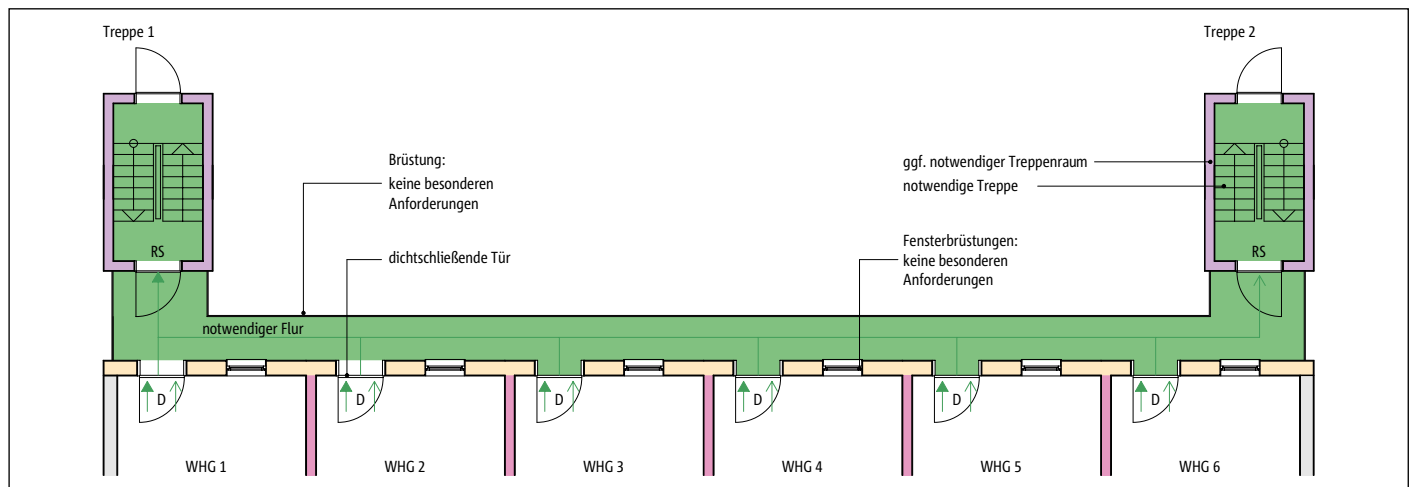 Treppe 1
Treppe 2
Brüstung:
keine besonderen
Anforderungen
ggf. notwendiger Treppenraum
notwendige Treppe
RS
dichtschließende Tür
Fensterbrüstungen:
keine besonderen
Anforderungen
RS
notwendiger Flur
D
D
D
D
D
D
WHG 1
WHG 2
WHG 3
WHG 4
WHG 5
WHG 6